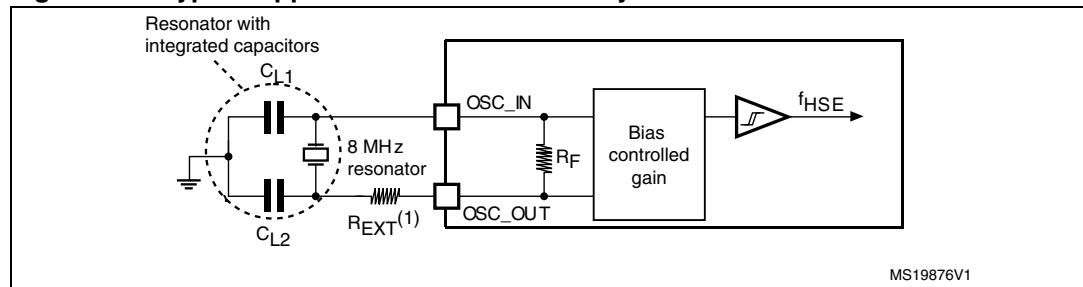 Resonator with
integrated capacitors
CL1
OSC_IN
fHSE
8 MHz
resonator
RF
Bias
controlled
gain
REXT(1)
OSC_OUT
CL2
MS19876V1